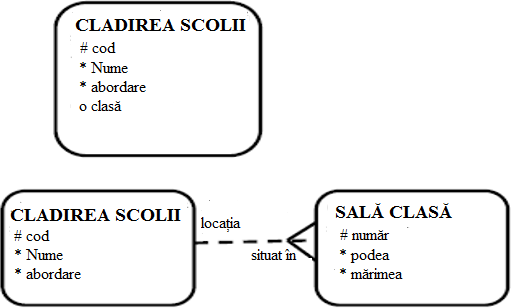 CLADIREA SCOLII
# cod
* Nume
* abordare
o clasă
CLADIREA SCOLII
# cod
* Nume
* abordare
locația
situat în
SALĂ CLASĂ
# număr
* podea
* mărimea